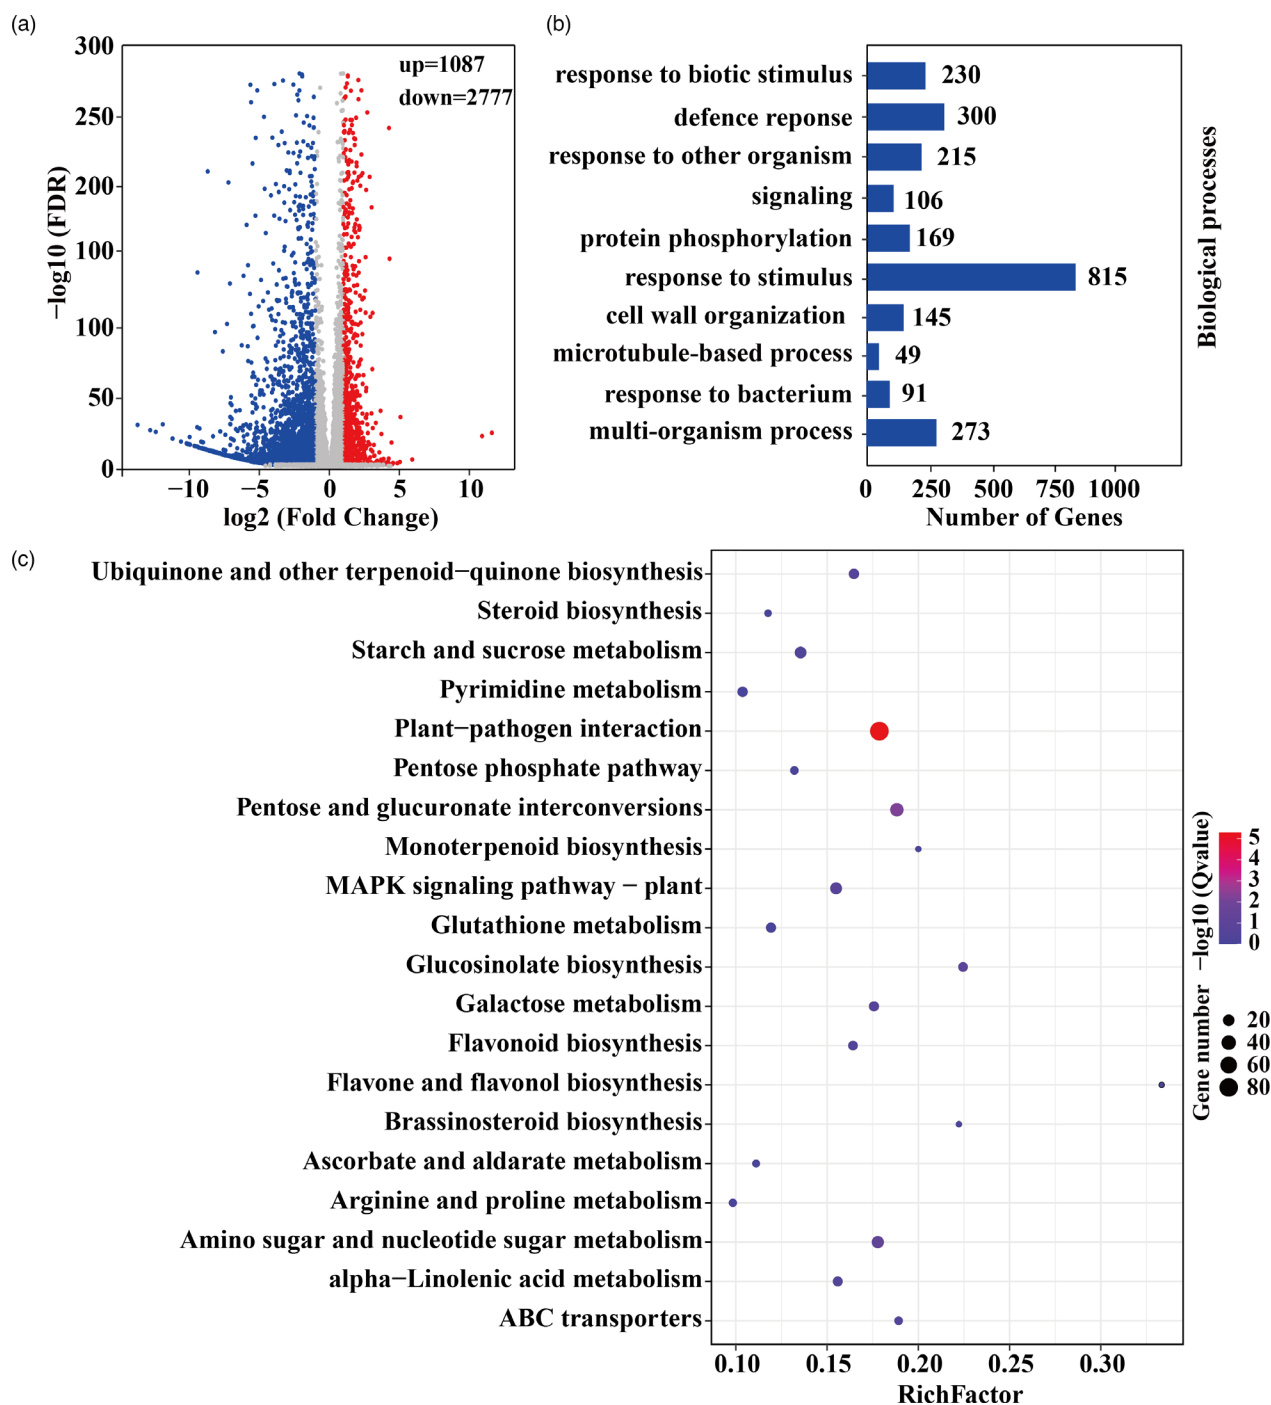 (a)
300
250
200
100
100
50
0
−log10 (FDR)
up=1087
down=2777
−10
−5
0
5
10
log2 (Fold Change)
(b)
response to biotic stimulus
230
defence reponse
300
response to other organism
215
signaling
106
protein phosphorylation
169
response to stimulus
815
cell wall organization
145
microtubule-based process
49
response to bacterium
91
multi-organism process
273
0
250
500
750
1000
Number of Genes
Biological processes
(c)
Ubiquinone and other terpenoid−quinone biosynthesis
Steroid biosynthesis
Starch and sucrose metabolism
Pyrimidine metabolism
Plant−pathogen interaction
Pentose phosphate pathway
Pentose and glucuronate interconversions
Monoterpenoid biosynthesis
MAPK signaling pathway − plant
Glutathione metabolism
Glucosinolate biosynthesis
Galactose metabolism
Flavonoid biosynthesis
Flavone and flavonol biosynthesis
Brassinosteroid biosynthesis
Ascorbate and aldarate metabolism
Arginine and proline metabolism
Amino sugar and nucleotide sugar metabolism
alpha−Linolenic acid metabolism
ABC transporters
0.10
0.15
0.20
0.25
0.30
RichFactor
−log10 (Qvalue)
5
4
3
2
1
0
Gene number
20
40
60
80